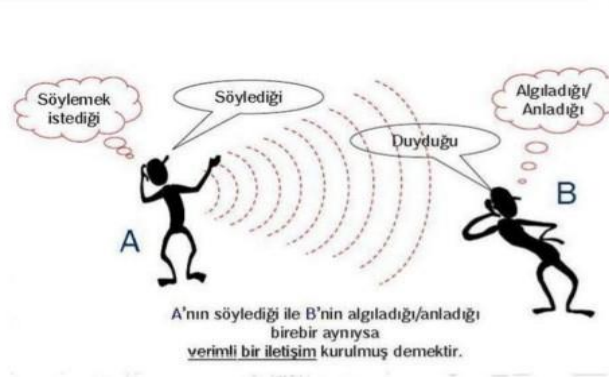 Söylemek
istediği
Söylediği
Duyduğu
Algıladığı/
Anladığı
A
B
A'nın söylediği ile B'nin algıladığı/anladığı
birebir aynıysa
verimli bir iletişim kurulmuş demektir.